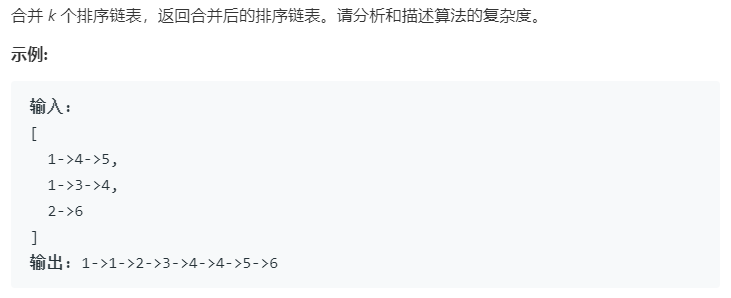 合并 k 个排序链表，返回合并后的排序链表。请分析和描述算法的复杂度。
示例:
输入:
[
  1->4->5,
  1->3->4,
  2->6
]
输出: 1->1->2->3->4->4->5->6